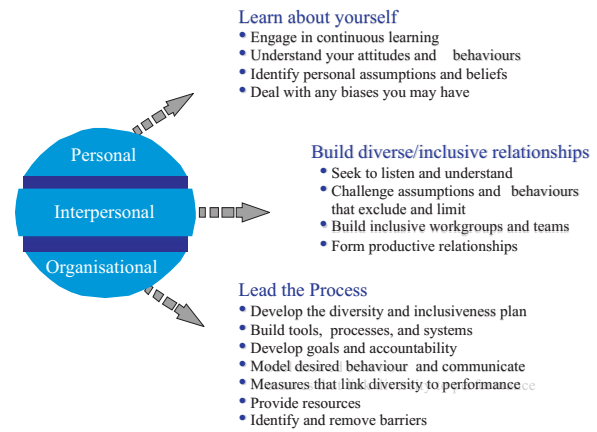 Learn about yourself
• Engage in continuous learning
• Understand your attitudes and behaviours
• Identify personal assumptions and beliefs
• Deal with any biases you may have
Personal
Interpersonal
Organisational
Build diverse/inclusive relationships
• Seek to listen and understand
• Challenge assumptions and behaviours
that exclude and limit
• Build inclusive workgroups and teams
• Form productive relationships
Lead the Process
• Develop the diversity and inclusiveness plan
• Build tools, processes, and systems
• Develop goals and accountability
• Model desired behaviour and communicate
• Measures that link diversity to performance
• Provide resources
• Identify and remove barriers